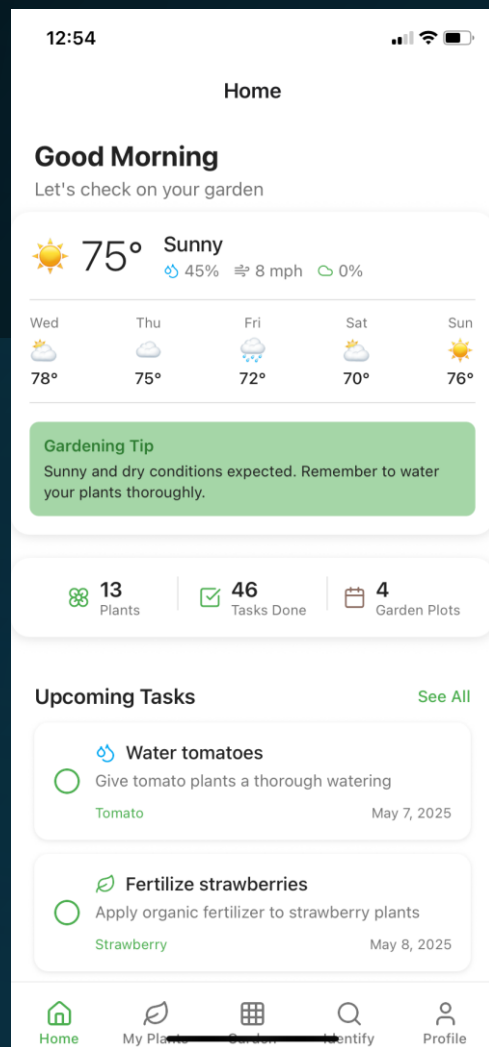 12:54
Home
Good Morning
Let's check on your garden
75° Sunny
45% 8 mph 0%
Wed Thu Fri Sat Sun
78° 75° 72° 70° 76°
Gardening Tip
Sunny and dry conditions expected. Remember to water
your plants thoroughly.
13 46 4
Plants Tasks Done Garden Plots
Upcoming Tasks See All
Water tomatoes
Give tomato plants a thorough watering
Tomato May 7, 2025
Fertilize strawberries
Apply organic fertilizer to strawberry plants
Strawberry May 8, 2025
Home My Plants Garden Identify Profile